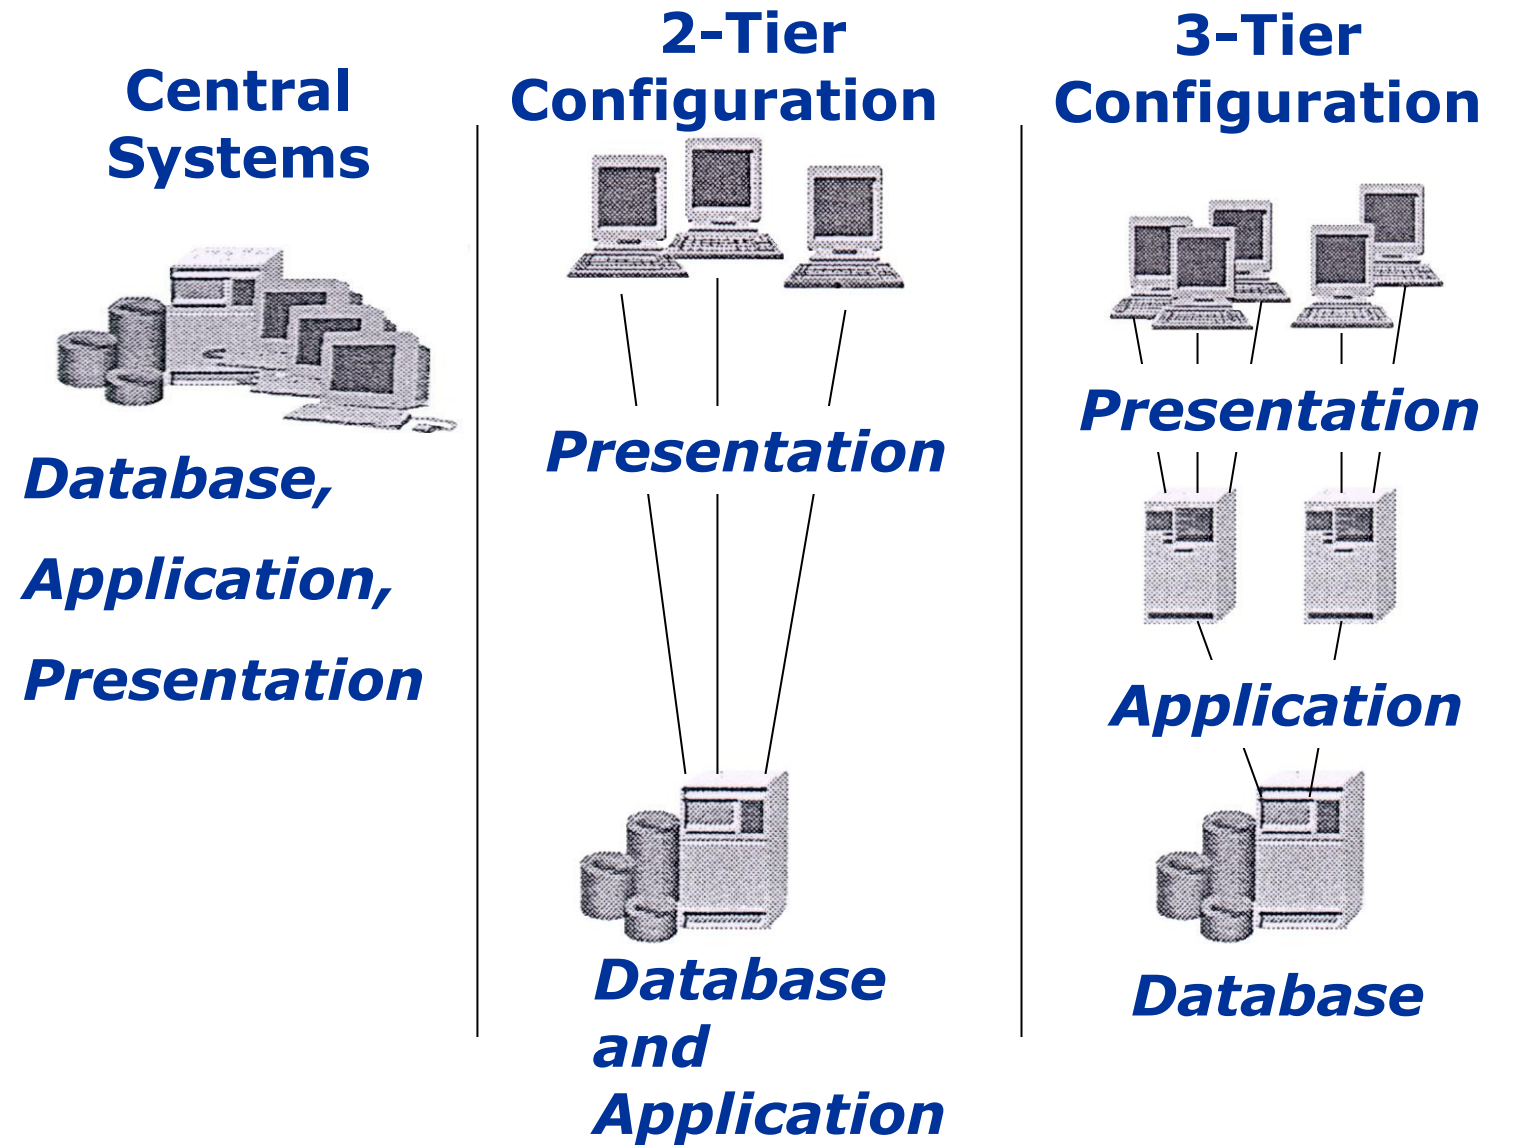 Central
Systems
Database,
Application,
Presentation
2-Tier
Configuration
Presentation
Database
and
Application
3-Tier
Configuration
Presentation
Application
Database